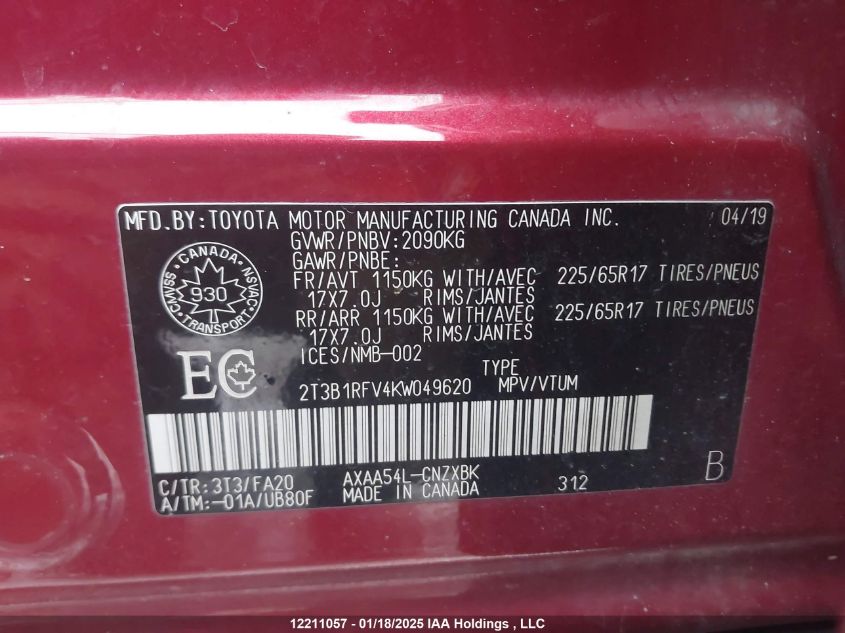 MFD.BY:TOYOTA MOTOR MANUFACTURING CANADA INC. 04/19
GVWR/PNBV:2090KG
GAWR/PNBE:
FR/AVT 1150KG WITH/AVEC 225/65R17 TIRES/PNEUS
17X7.0J RIMS/JANTES
RR/ARR 1150KG WITH/AVEC 225/65R17 TIRES/PNEUS
17X7.0J RIMS/JANTES
ICES/NMB-002
CANADA
CMVSS NSVAC
930
TRANSPORT
EC
TYPE
2T3B1RFV4KW049620 MPV/VTUM
C/TR:3T3/FA20 AXAA54L-CNZXBK
A/TM:-01A/UB80F MADE IN CANADA 312 B
12211057 - 01/18/2025 IAA Holdings , LLC